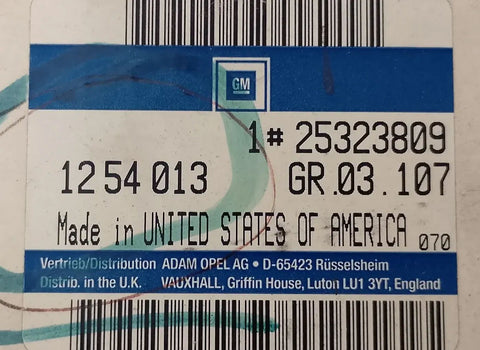 GM
1# 25323809
12 54 013 GR.03.107
Made in UNITED STATES OF AMERICA 070
Vertrieb/Distribution ADAM OPEL AG • D-65423 Rüsselsheim
Distrib. in the U.K. VAUXHALL, Griffin House, Luton LU1 3YT, England